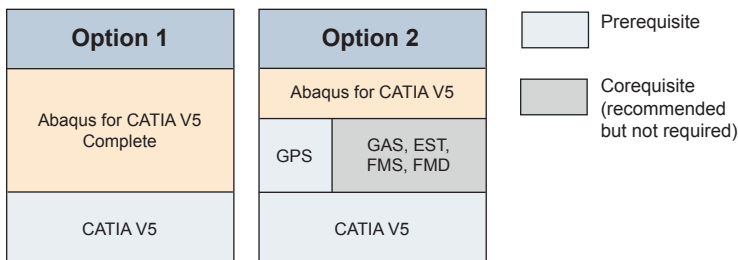 Option 1
Abaqus for CATIA V5
Complete
CATIA V5
Option 2
Abaqus for CATIA V5
GPS
GAS, EST,
FMS, FMD
CATIA V5
Prerequisite
Corequisite
(recommended
but not required)